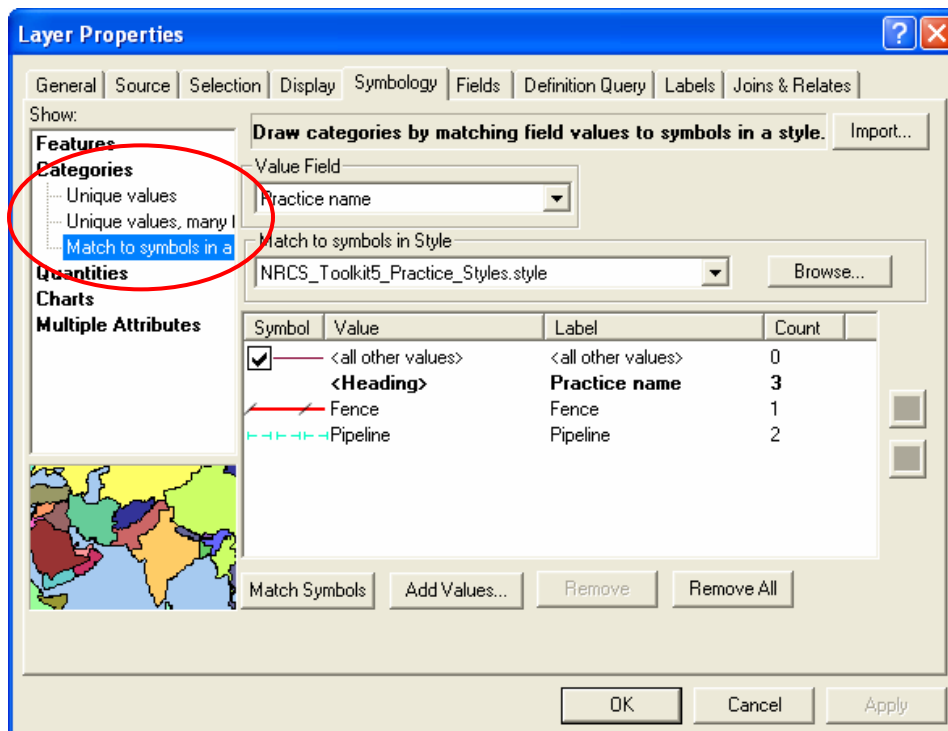 Layer Properties
General Source Selection Display Symbology Fields Definition Query Labels Joins & Relates
Show:
Features
Categories
Unique values
Unique values, many
Match to symbols in a
Quantities
Charts
Multiple Attributes
Draw categories by matching field values to symbols in a style.
Import...
Value Field
Practice name
Match to symbols in Style
NRCS_Toolkit5_Practice_Styles.style
Browse...
Symbol Value Label Count
<all other values> <all other values> 0
<Heading> Practice name 3
Fence Fence 1
Pipeline Pipeline 2
Match Symbols Add Values... Remove Remove All
OK Cancel Apply